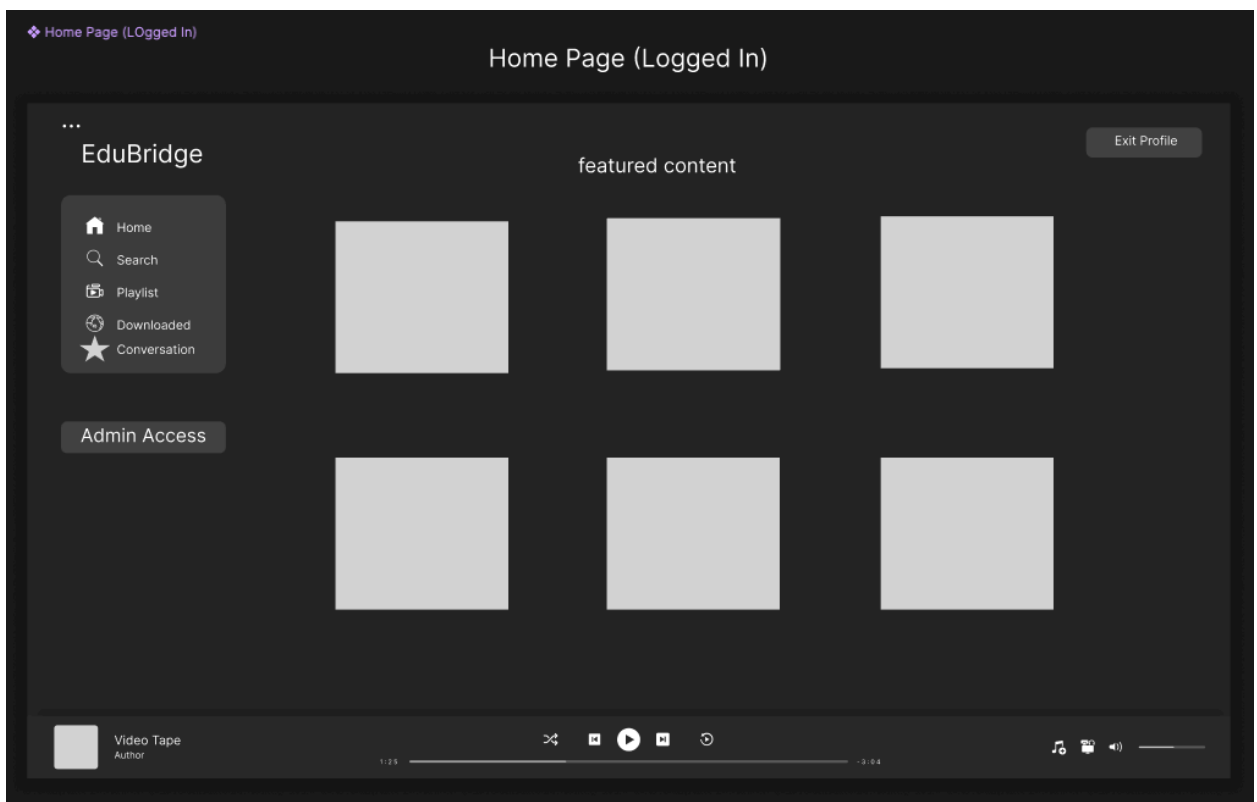 Home Page (LOgged In)
Home Page (Logged In)
...
EduBridge
Exit Profile
featured content
Home
Search
Playlist
Downloaded
Conversation
Admin Access
Video Tape
Author
1:25
-3:04